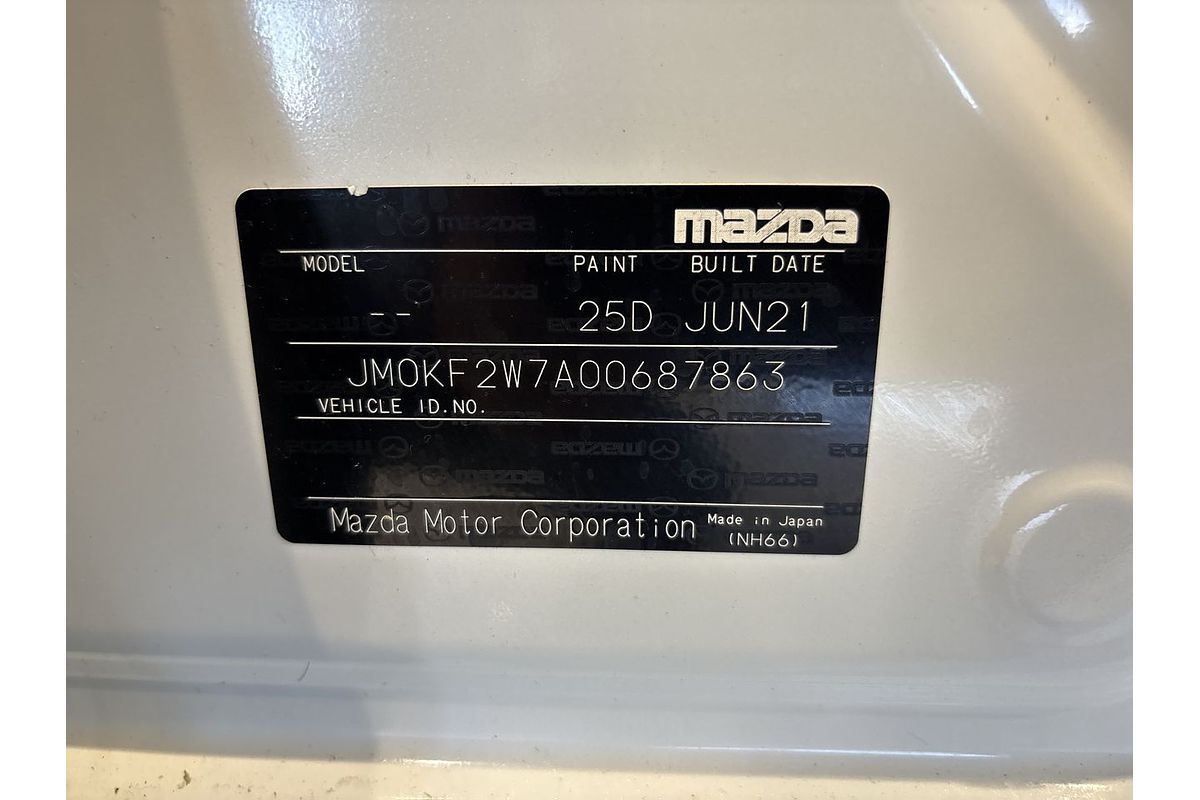 mazda
MODEL PAINT BUILT DATE
-- 25D JUN21
JM0KF2W7A00687863
VEHICLE ID.NO.
Mazda Motor Corporation Made in Japan
(NH66)